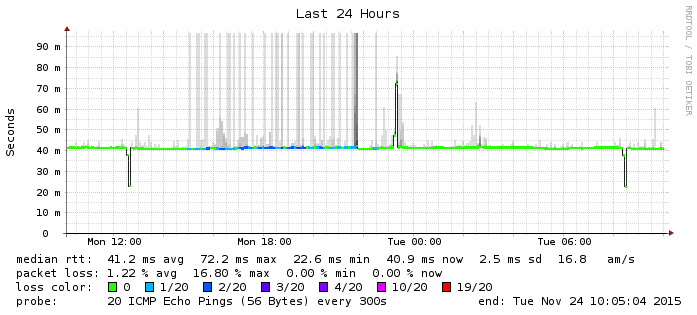 Last 24 Hours
RRDTOOL / TOBI OETIKER
Seconds
90 m
80 m
70 m
60 m
50 m
40 m
30 m
20 m
10 m
0
Mon 12:00 Mon 18:00 Tue 00:00 Tue 06:00
median rtt: 41.2 ms avg 72.2 ms max 22.6 ms min 40.9 ms now 2.5 ms sd 16.8 am/s
packet loss: 1.22 % avg 16.80 % max 0.00 % min 0.00 % now
loss color: 0 1/20 2/20 3/20 4/20 10/20 19/20
probe: 20 ICMP Echo Pings (56 Bytes) every 300s end: Tue Nov 24 10:05:04 2015